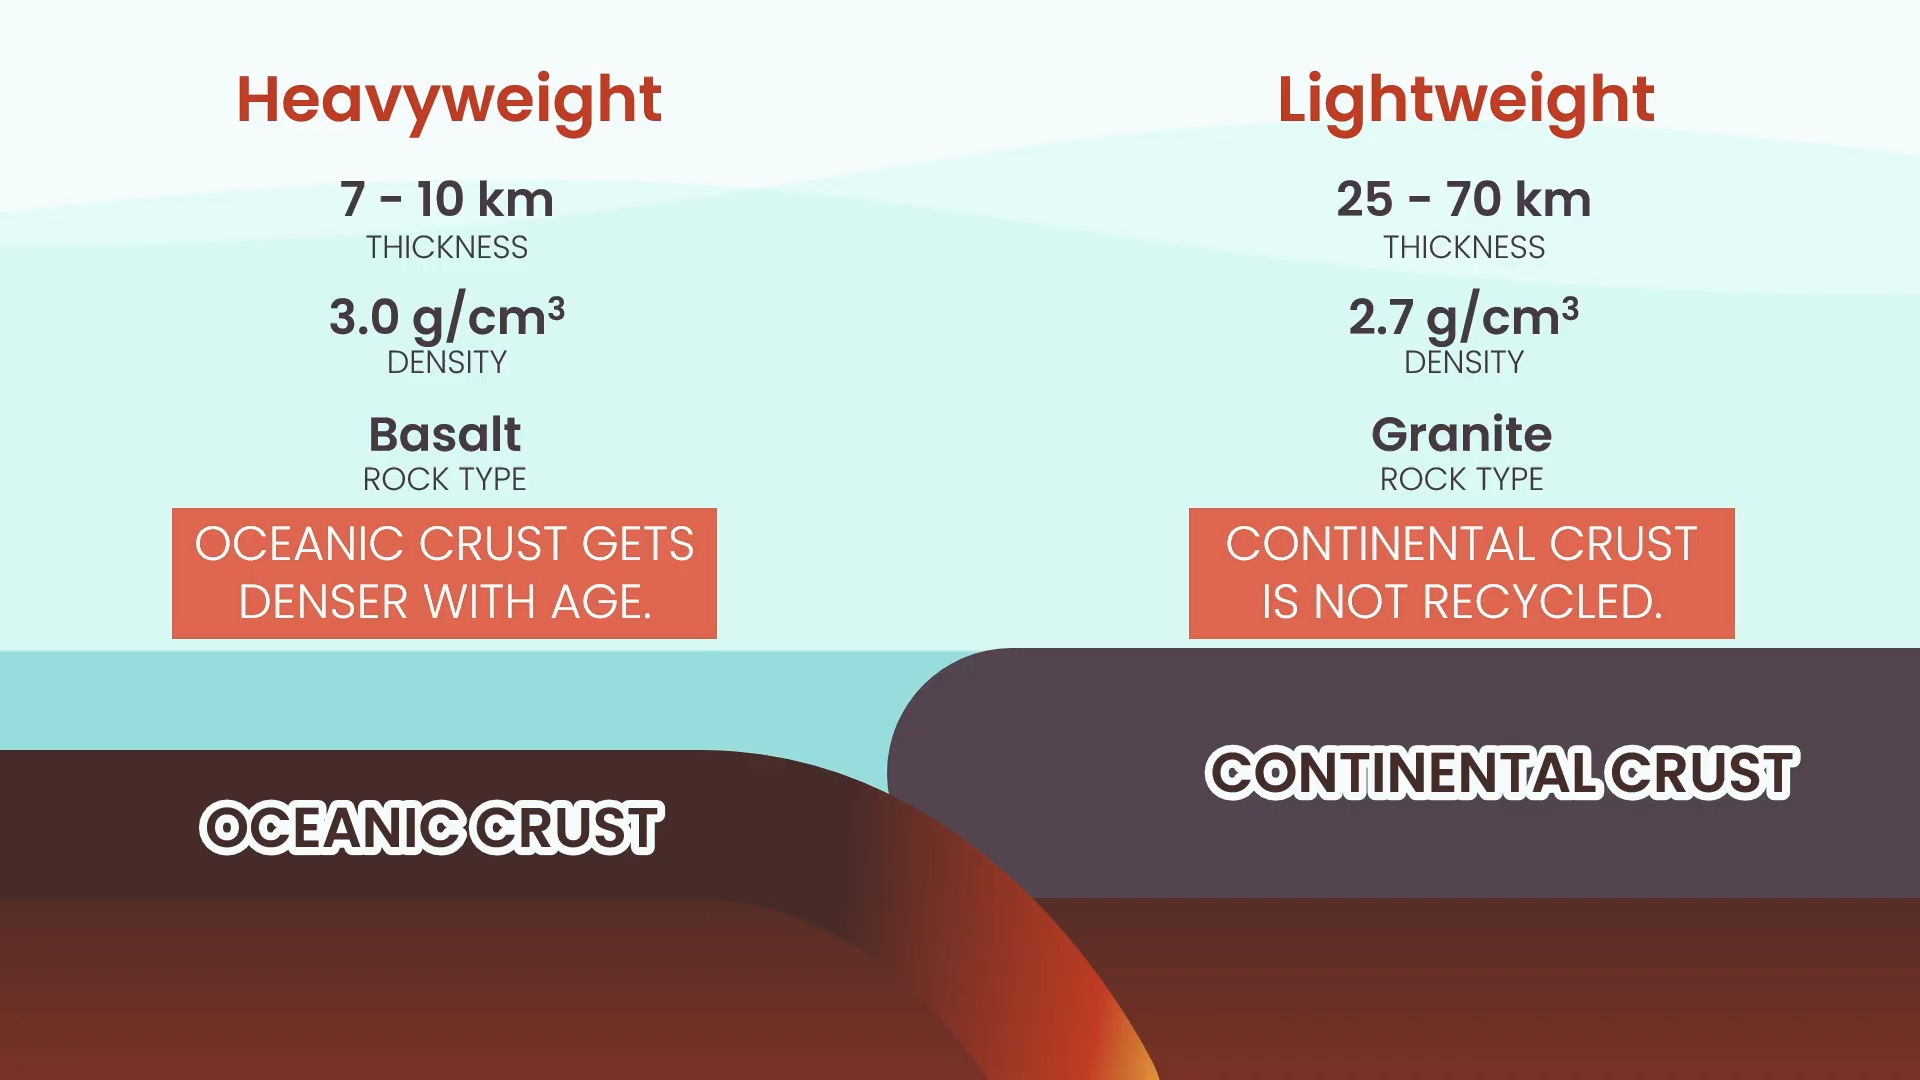 Heavyweight
7 - 10 km
THICKNESS
3.0 g/cm³
DENSITY
Basalt
ROCK TYPE
OCEANIC CRUST GETS
DENSER WITH AGE.
OCEANIC CRUST
Lightweight
25 - 70 km
THICKNESS
2.7 g/cm³
DENSITY
Granite
ROCK TYPE
CONTINENTAL CRUST
IS NOT RECYCLED.
CONTINENTAL CRUST